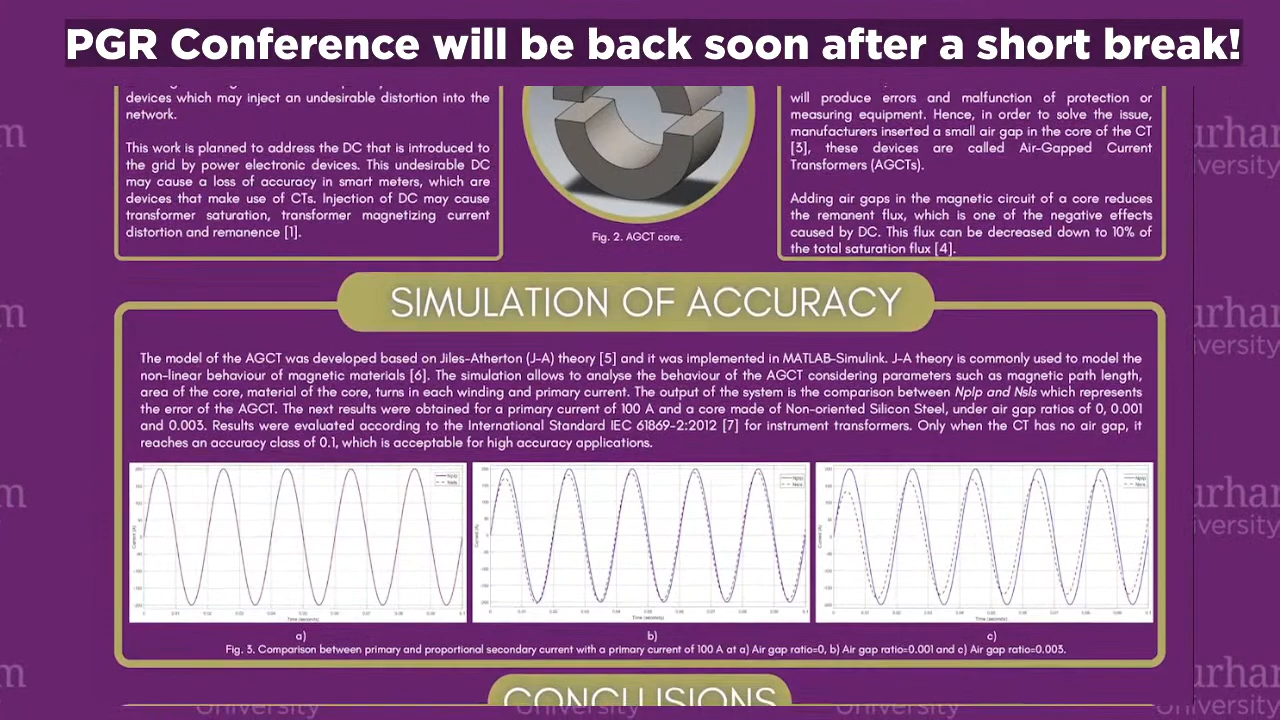 PGR Conference will be back soon after a short break!
devices which may inject an undesirable distortion into the
network.
This work is planned to address the DC that is introduced to
the grid by power electronic devices. This undesirable DC
may cause a loss of accuracy in smart meters, which are
devices that make use of CTs. Injection of DC may cause
transformer saturation, transformer magnetizing current
distortion and remanence [1].
Fig. 2. AGCT core.
will produce errors and malfunction of protection or
measuring equipment. Hence, in order to solve the issue,
manufacturers inserted a small air gap in the core of the CT
[3], these devices are called Air-Gapped Current
Transformers (AGCTs).
Adding air gaps in the magnetic circuit of a core reduces
the remanent flux, which is one of the negative effects
caused by DC. This flux can be decreased down to 10% of
the total saturation flux [4].
SIMULATION OF ACCURACY
The model of the AGCT was developed based on Jiles-Atherton (J-A) theory [5] and it was implemented in MATLAB-Simulink. J-A theory is commonly used to model the
non-linear behaviour of magnetic materials [6]. The simulation allows to analyse the behaviour of the AGCT considering parameters such as magnetic path length,
area of the core, material of the core, turns in each winding and primary current. The output of the system is the comparison between NpIp and NsIs which represents
the error of the AGCT. The next results were obtained for a primary current of 100 A and a core made of Non-oriented Silicon Steel, under air gap ratios of 0, 0.001
and 0.003. Results were evaluated according to the International Standard IEC 61869-2:2012 [7] for instrument transformers. Only when the CT has no air gap, it
reaches an accuracy class of 0.1, which is acceptable for high accuracy applications.
Current (A)
Time (seconds)
Current (A)
Time (seconds)
Current (A)
Time (seconds)
a)
b)
c)
Fig. 3. Comparison between primary and proportional secondary current with a primary current of 100 A at a) Air gap ratio=0, b) Air gap ratio=0.001 and c) Air gap ratio=0.003.
CONCLUSIONS
University
University
University